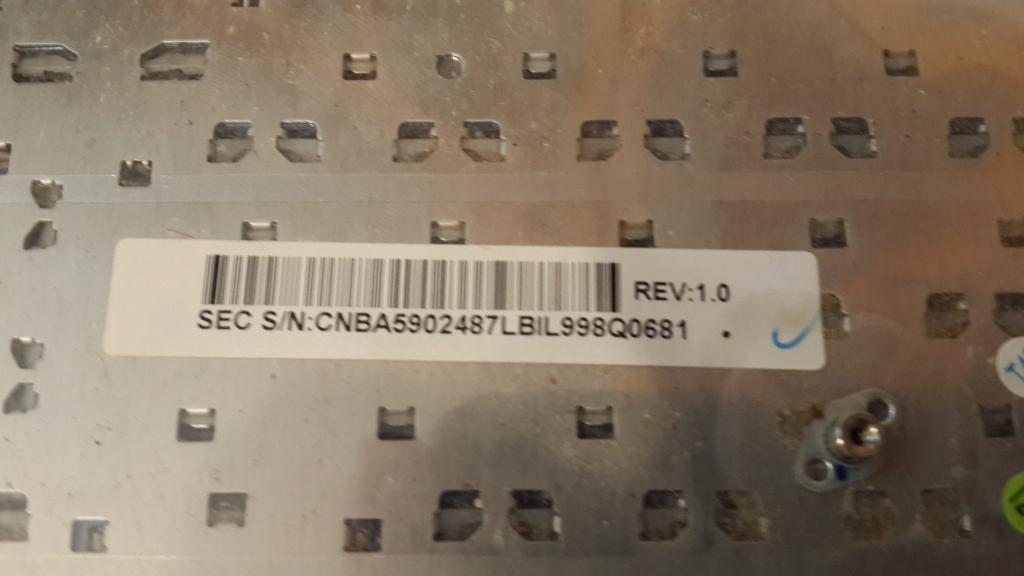 REV:1.0
SEC S/N:CNBA5902487LBIL998Q0681 .